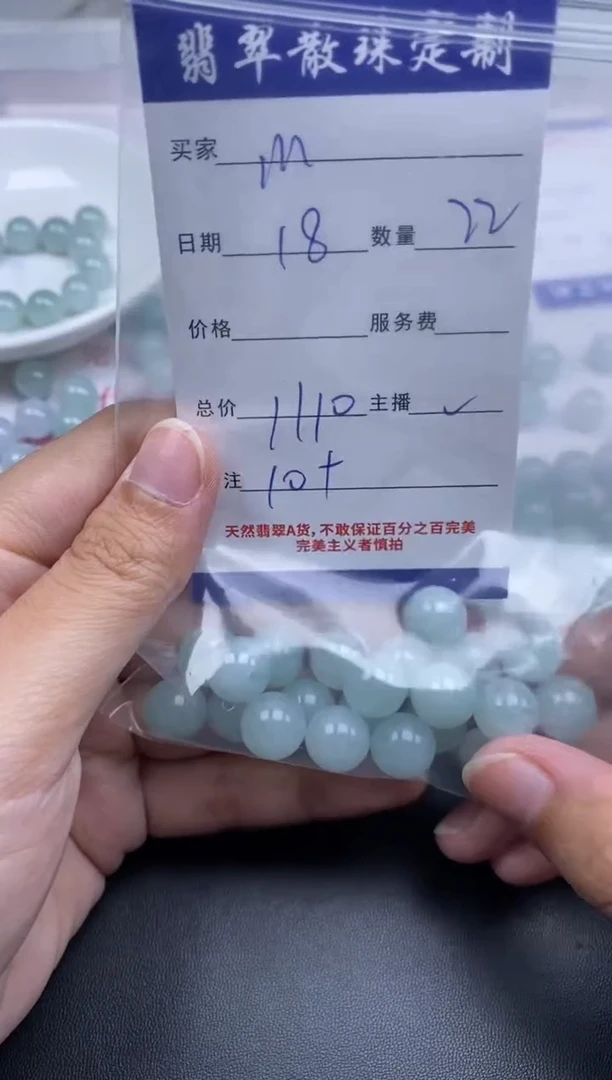 翡翠散珠定制
买家 m
日期 18 数量 22
价格 服务费
总价 1110 主播 ✓
注 10+
天然翡翠A货,不敢保证百分之百完美
完美主义者慎拍